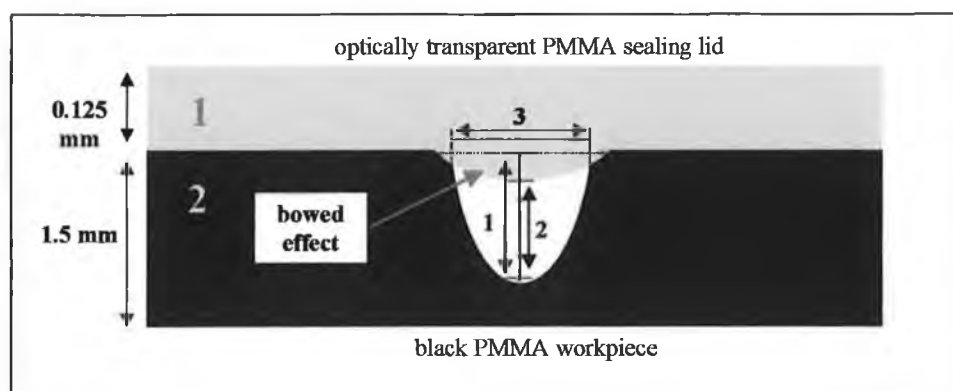 optically transparent PMMA sealing lid
0.125
mm
1
3
2
1.5 mm
bowed
effect
1
2
black PMMA workpiece